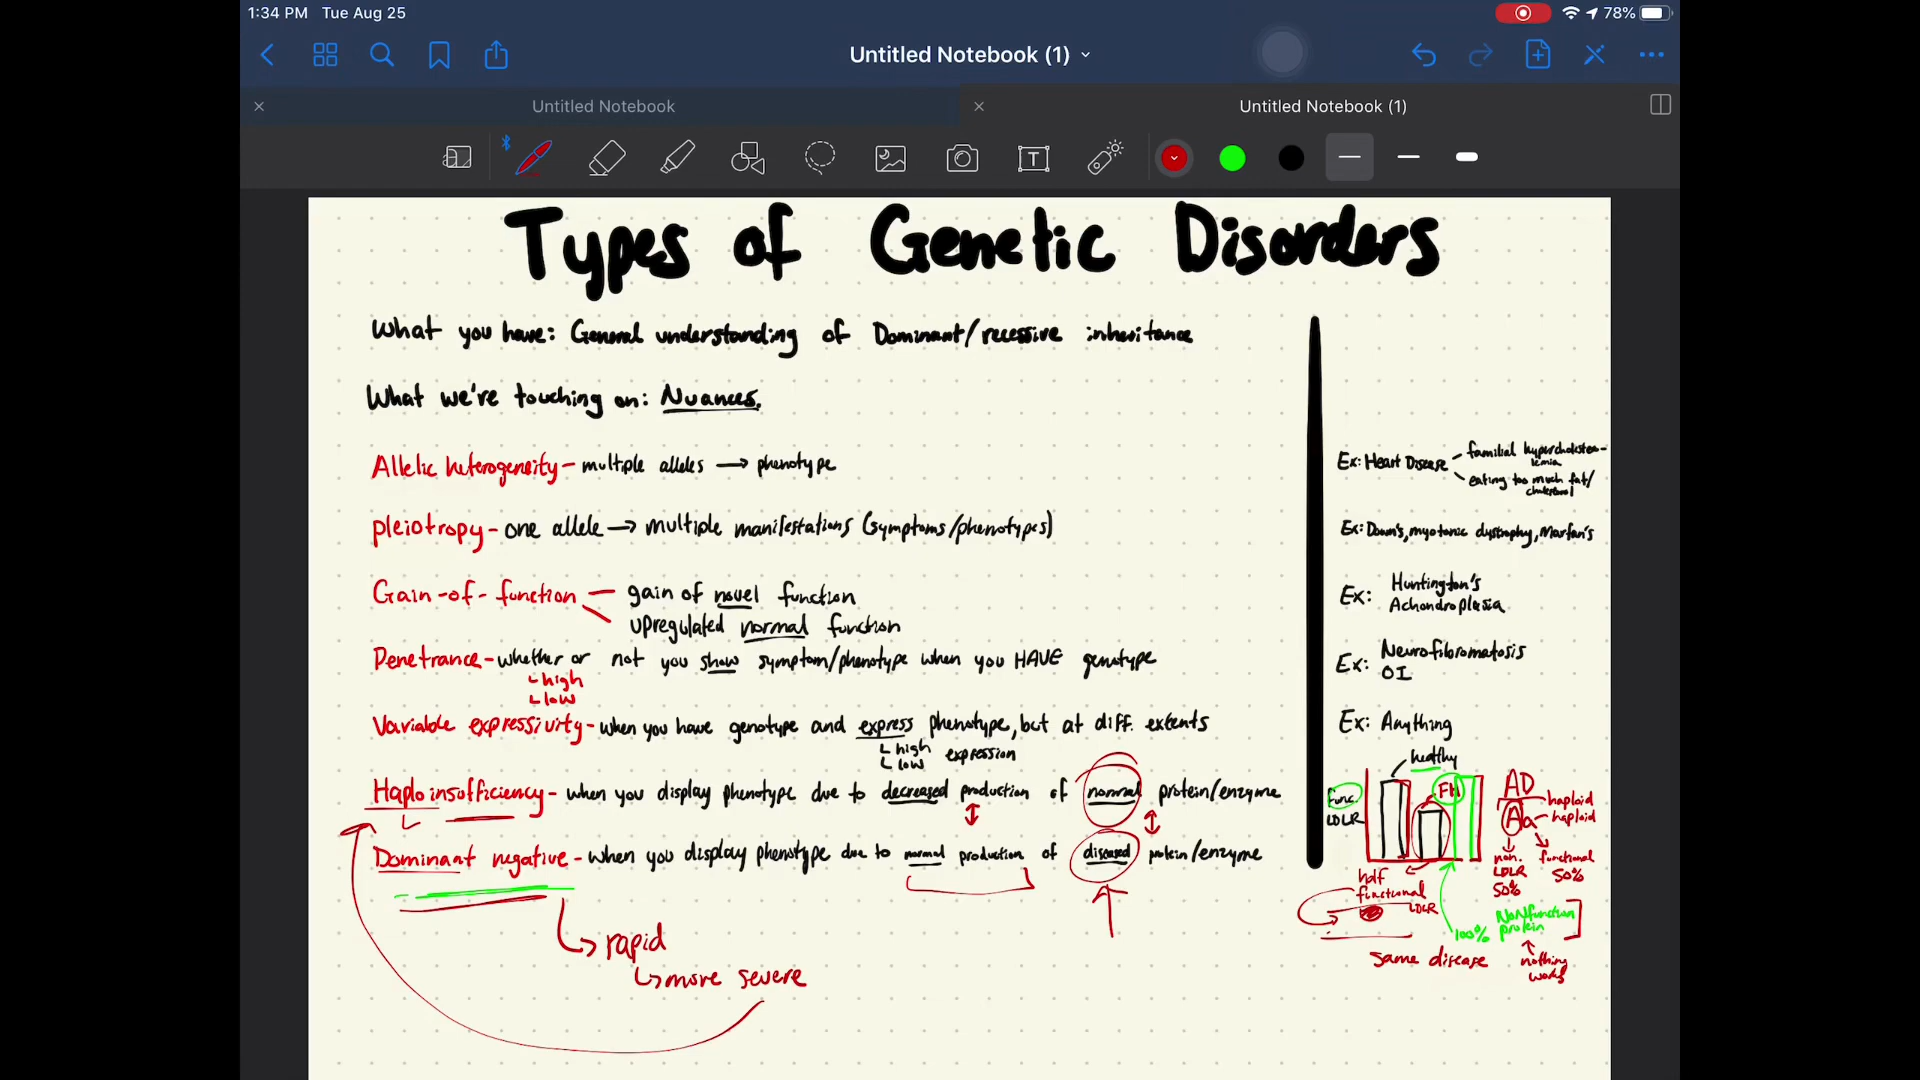 1:34 PM Tue Aug 25
78%
Untitled Notebook (1)
Untitled Notebook
Untitled Notebook (1)
T
Types of Genetic Disorders
What you have: General understanding of Dominant/recessive inheritance
What we're touching on: Nuances.
Allelic heterogeneity - multiple alleles → phenotype
Ex: Heart Disease
familial hypercholesterolemia
eating too much fat/
cholesterol
pleiotropy - one allele → multiple manifestations (symptoms/phenotypes)
Ex: Down's, myotonic dystrophy, Marfan's
Gain-of-function
gain of novel function
upregulated normal function
Ex: Huntington's
Achondroplasia
Penetrance - whether or not you show symptom/phenotype when you HAVE genotype
high
low
Ex: Neurofibromatosis
OI
Variable expressivity - when you have genotype and express phenotype, but at diff. extents
high
low
expression
Ex: Anything
Haploinsufficiency - when you display phenotype due to decreased production of normal protein/enzyme
Dominant negative - when you display phenotype due to normal production of diseased protein/enzyme
rapid
more severe
healthy
Func.
LDLR
FH
AD
Aa
haploid
haploid
non.
LDLR
50%
functional
50%
half
functional
LDLR
100%
Nonfunction
protein
same disease
nothing
works